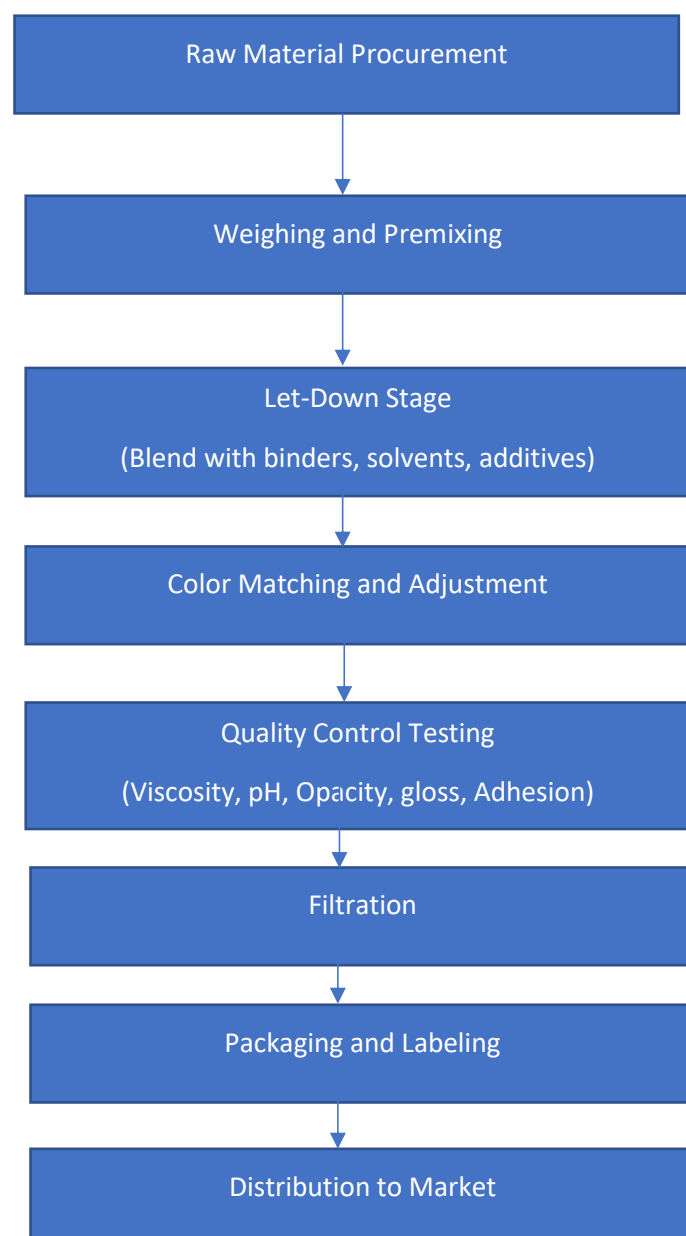 Raw Material Procurement
Weighing and Premixing
Let-Down Stage
(Blend with binders, solvents, additives)
Color Matching and Adjustment
Quality Control Testing
(Viscosity, pH, Opacity, gloss, Adhesion)
Filtration
Packaging and Labeling
Distribution to Market